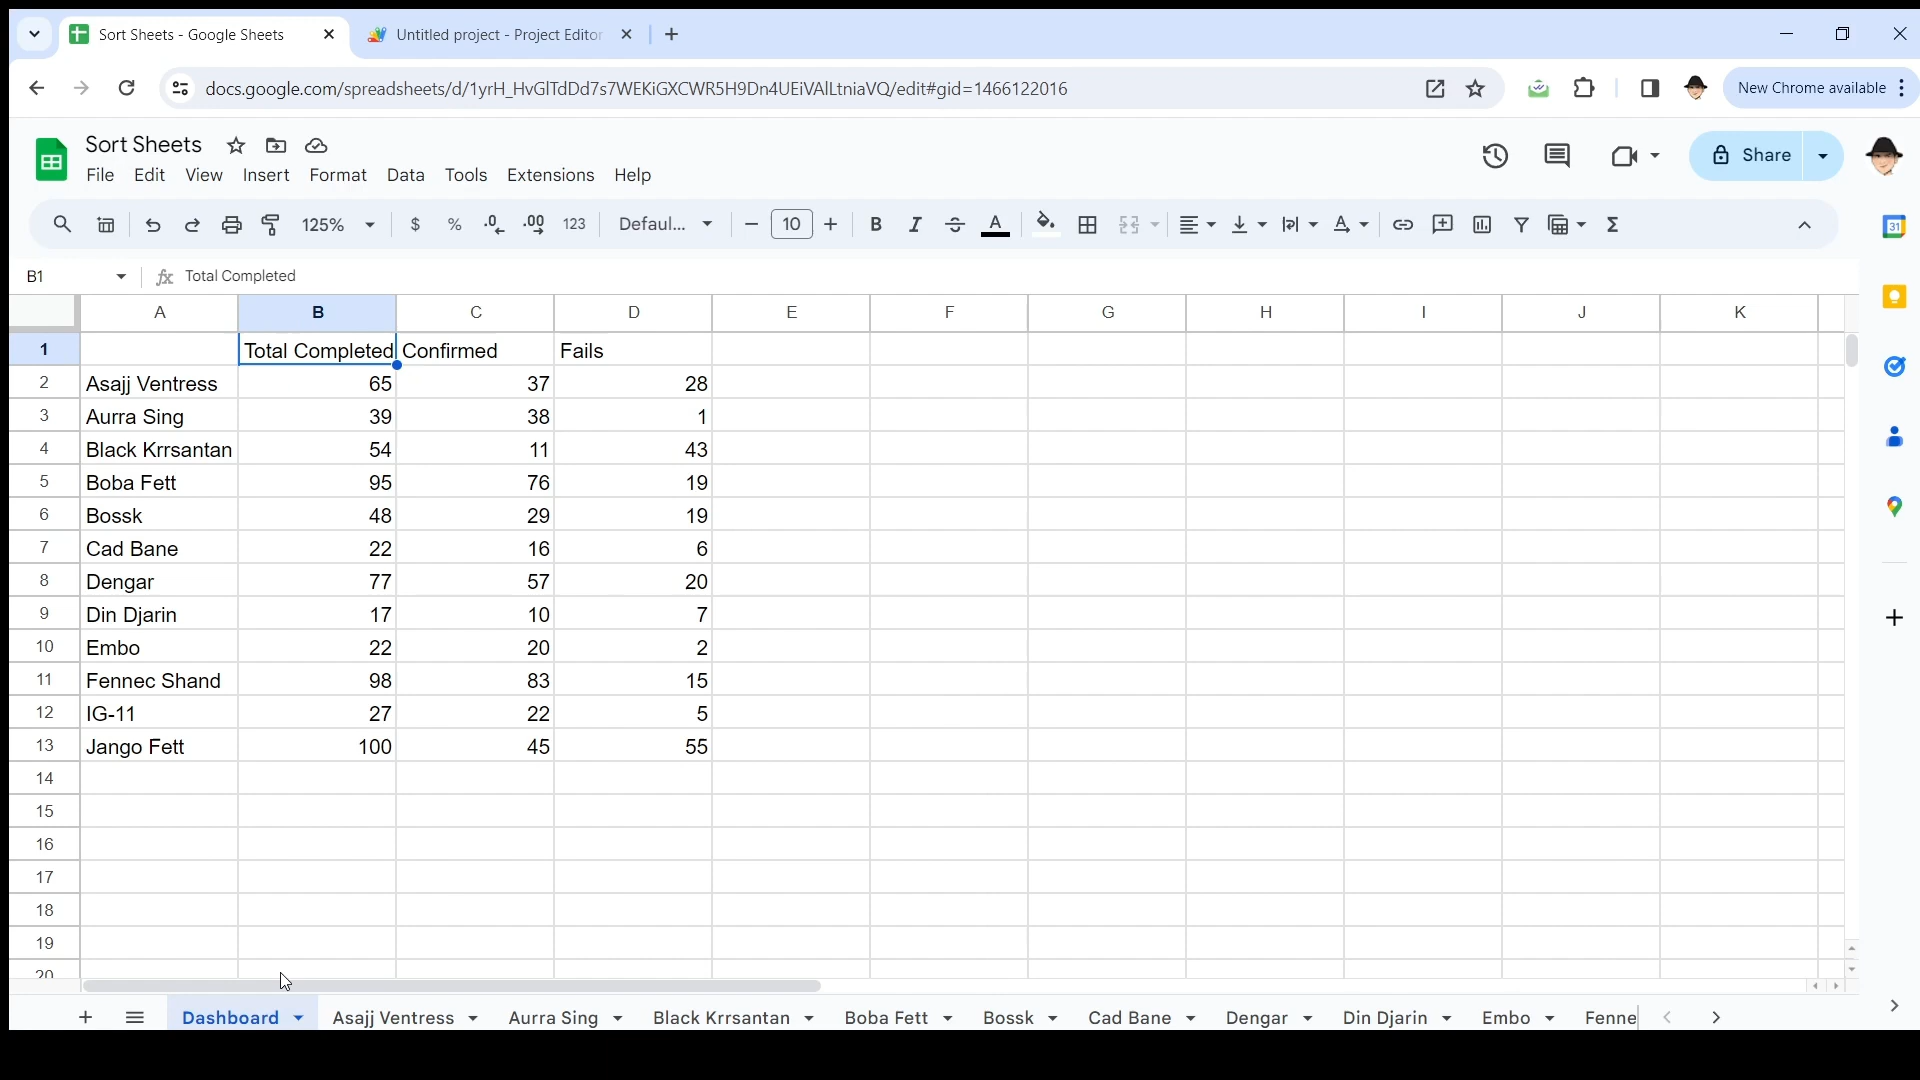 Sort Sheets - Google Sheets
Untitled project - Project Editor
docs.google.com/spreadsheets/d/1yrH_HvGlTdDd7s7WEKiGXCWR5H9Dn4UEiVAlLtniaVQ/edit#gid=1466122016
New Chrome available
Sort Sheets
File Edit View Insert Format Data Tools Extensions Help
Share
125% $ % .0 .00 123 Defaul... 10 B I A
31
B1 fx Total Completed
A B C D E F G H I J K
1 Total Completed Confirmed Fails
2 Asajj Ventress 65 37 28
3 Aurra Sing 39 38 1
4 Black Krrsantan 54 11 43
5 Boba Fett 95 76 19
6 Bossk 48 29 19
7 Cad Bane 22 16 6
8 Dengar 77 57 20
9 Din Djarin 17 10 7
10 Embo 22 20 2
11 Fennec Shand 98 83 15
12 IG-11 27 22 5
13 Jango Fett 100 45 55
14
15
16
17
18
19
20
Dashboard Asajj Ventress Aurra Sing Black Krrsantan Boba Fett Bossk Cad Bane Dengar Din Djarin Embo Fenne